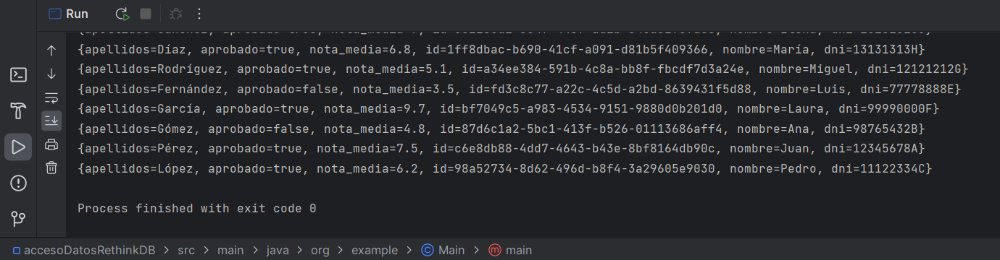 Run
{apellidos=Díaz, aprobado=true, nota_media=6.8, id=1ff8dbac-b690-41cf-a091-d81b5f409366, nombre=María, dni=13131313H}
{apellidos=Rodríguez, aprobado=true, nota_media=5.1, id=a34ee384-591b-4c8a-bb8f-fbcdf7d3a24e, nombre=Miguel, dni=12121212G}
{apellidos=Fernández, aprobado=false, nota_media=3.5, id=fd3c8c77-a22c-4c5d-a2bd-8639431f5d88, nombre=Luis, dni=77778888E}
{apellidos=García, aprobado=true, nota_media=9.7, id=bf7049c5-a983-4534-9151-9880d0b201d0, nombre=Laura, dni=99990000F}
{apellidos=Gómez, aprobado=false, nota_media=4.8, id=87d6c1a2-5bc1-413f-b526-01113686aff4, nombre=Ana, dni=98765432B}
{apellidos=Pérez, aprobado=true, nota_media=7.5, id=c6e8db88-4dd7-4643-b43e-8bf8164db90c, nombre=Juan, dni=12345678A}
{apellidos=López, aprobado=true, nota_media=6.2, id=98a52734-8d62-496d-b8f4-3a29605e9030, nombre=Pedro, dni=11122334C}
Process finished with exit code 0
accesoDatosRethinkDB > src > main > java > org > example > Main > main